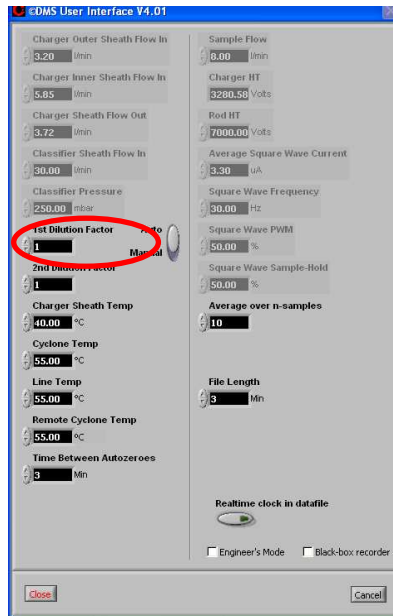 ©DMS User Interface V4.01
Charger Outer Sheath Flow In
3.20 l/min
Charger Inner Sheath Flow In
5.85 l/min
Charger Sheath Flow Out
3.72 l/min
Classifier Sheath Flow In
30.00 l/min
Classifier Pressure
250.00 mbar
1st Dilution Factor
1
Auto
Manual
2nd Dilution Factor
1
Charger Sheath Temp
40.00 °C
Cyclone Temp
55.00 °C
Line Temp
55.00 °C
Remote Cyclone Temp
55.00 °C
Time Between Autozeroes
3 Min
Sample Flow
8.00 l/min
Charger HT
3280.58 Volts
Rod HT
7000.00 Volts
Average Square Wave Current
3.30 uA
Square Wave Frequency
30.00 Hz
Square Wave PWM
50.00 %
Square Wave Sample-Hold
50.00 %
Average over n-samples
10
File Length
3 Min
Realtime clock in datafile
Engineer's Mode
Black-box recorder
Close
Cancel